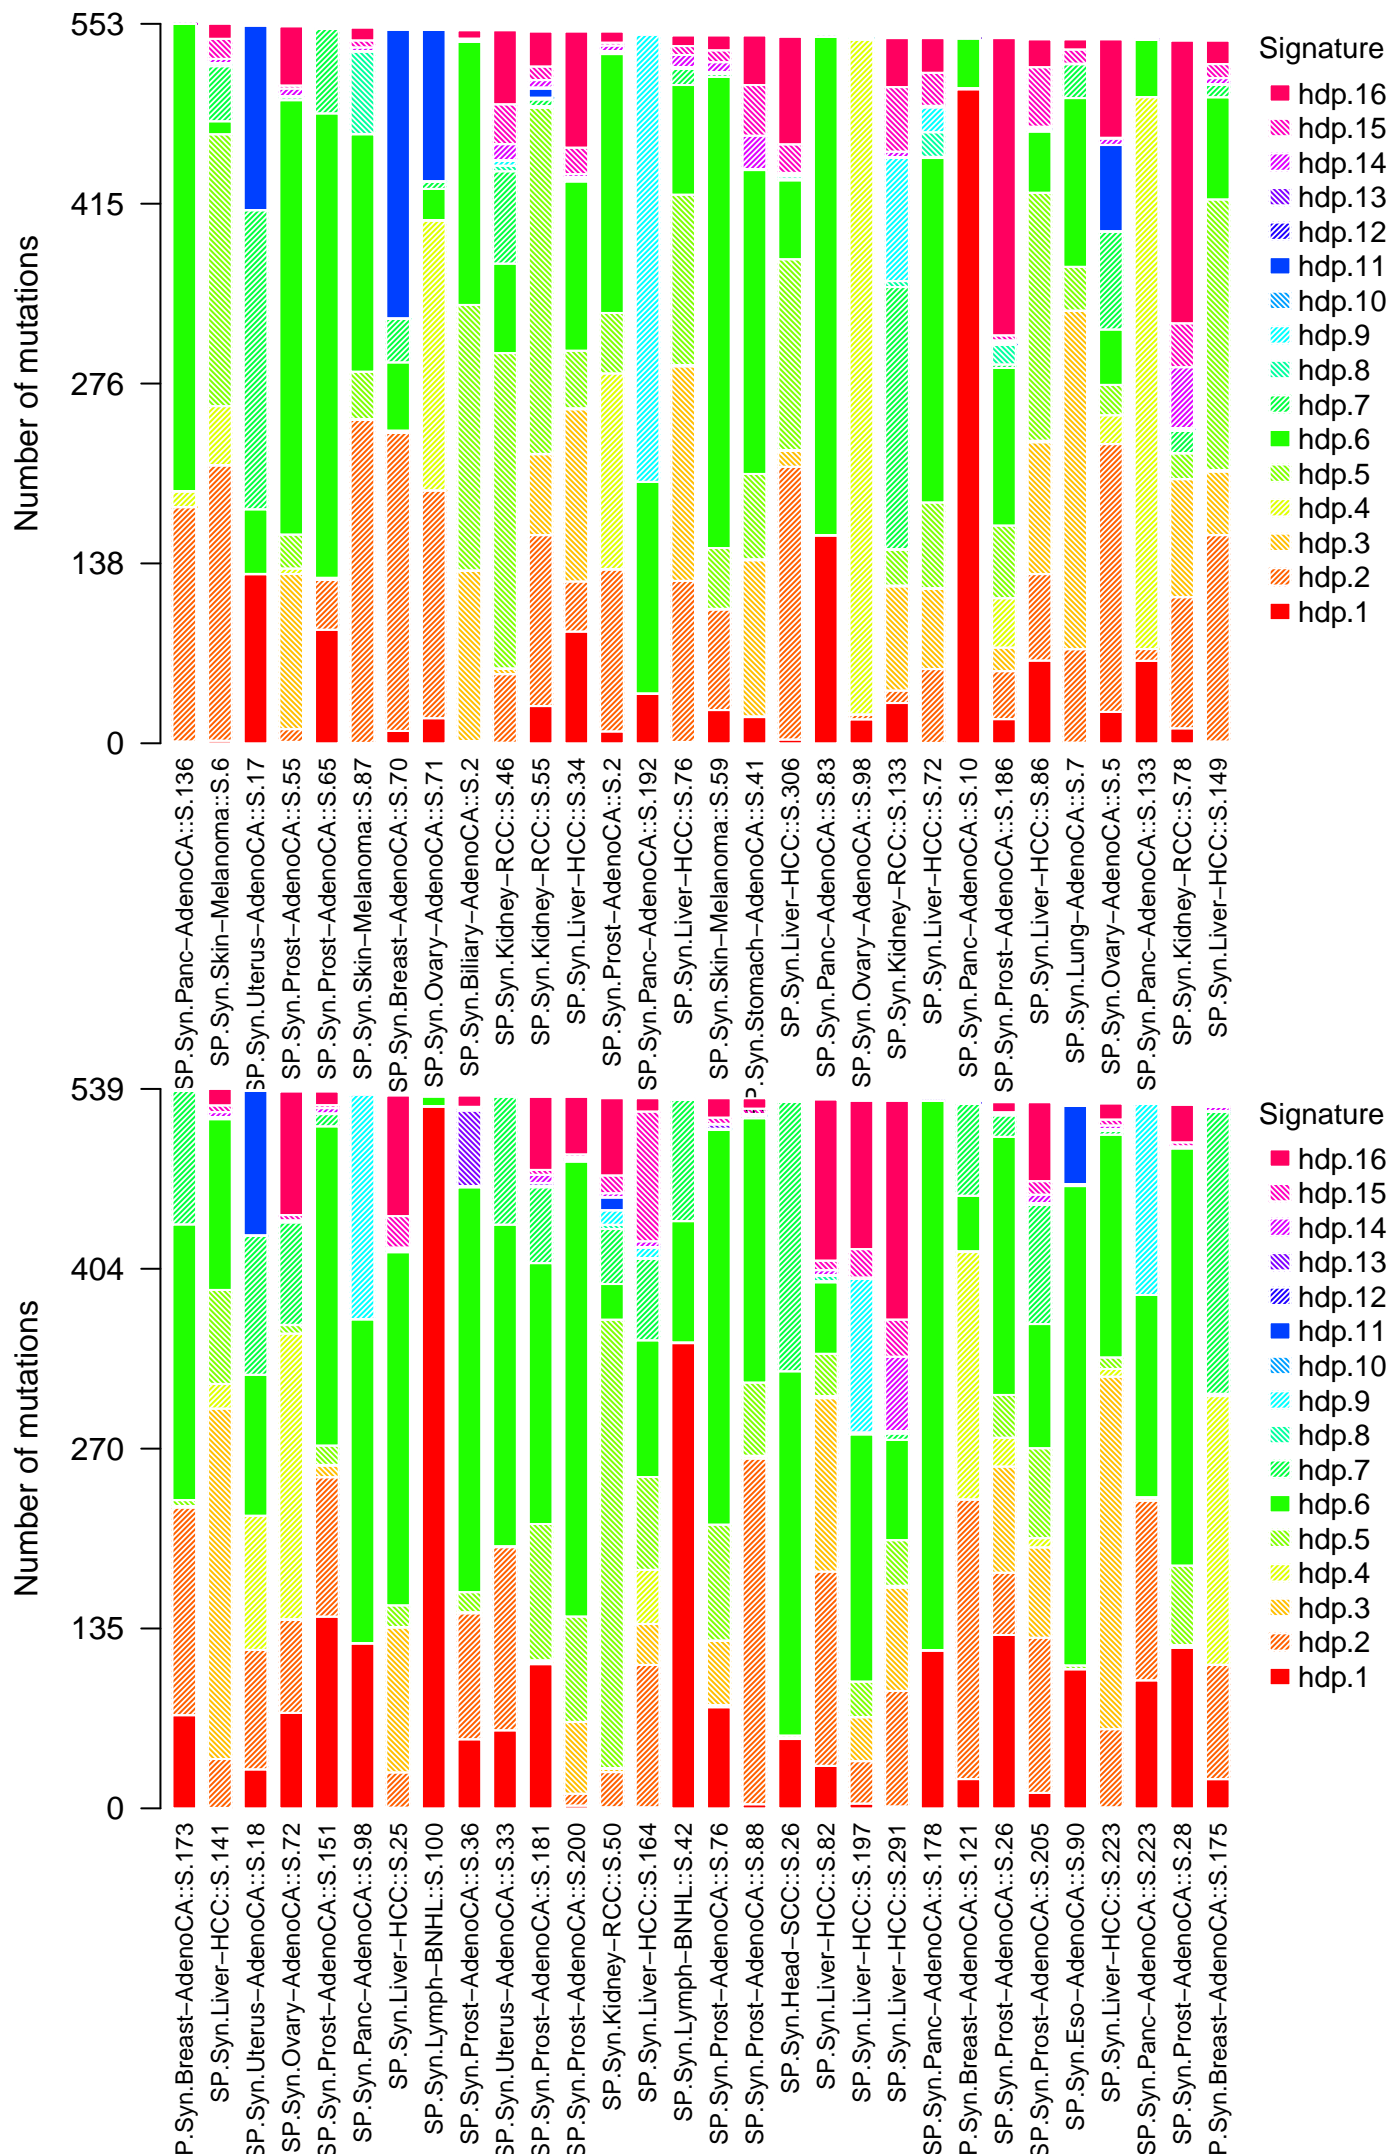 Number of mutations
553
415
276
138
0
Signature
hdp.16
hdp.15
hdp.14
hdp.13
hdp.12
hdp.11
hdp.10
hdp.9
hdp.8
hdp.7
hdp.6
hdp.5
hdp.4
hdp.3
hdp.2
hdp.1
SP.Syn.Panc−AdenoCA::S.136
SP.Syn.Skin−Melanoma::S.6
SP.Syn.Uterus−AdenoCA::S.17
SP.Syn.Prost−AdenoCA::S.55
SP.Syn.Prost−AdenoCA::S.65
SP.Syn.Skin−Melanoma::S.87
SP.Syn.Breast−AdenoCA::S.70
SP.Syn.Ovary−AdenoCA::S.71
SP.Syn.Biliary−AdenoCA::S.2
SP.Syn.Kidney−RCC::S.46
SP.Syn.Kidney−RCC::S.55
SP.Syn.Liver−HCC::S.34
SP.Syn.Prost−AdenoCA::S.2
SP.Syn.Panc−AdenoCA::S.192
SP.Syn.Liver−HCC::S.76
SP.Syn.Skin−Melanoma::S.59
P.Syn.Stomach−AdenoCA::S.41
SP.Syn.Liver−HCC::S.306
SP.Syn.Panc−AdenoCA::S.83
SP.Syn.Ovary−AdenoCA::S.98
SP.Syn.Kidney−RCC::S.133
SP.Syn.Liver−HCC::S.72
SP.Syn.Panc−AdenoCA::S.10
SP.Syn.Prost−AdenoCA::S.186
SP.Syn.Liver−HCC::S.86
SP.Syn.Lung−AdenoCA::S.7
SP.Syn.Ovary−AdenoCA::S.5
SP.Syn.Panc−AdenoCA::S.133
SP.Syn.Kidney−RCC::S.78
SP.Syn.Liver−HCC::S.149
Number of mutations
539
404
270
135
0
Signature
hdp.16
hdp.15
hdp.14
hdp.13
hdp.12
hdp.11
hdp.10
hdp.9
hdp.8
hdp.7
hdp.6
hdp.5
hdp.4
hdp.3
hdp.2
hdp.1
P.Syn.Breast−AdenoCA::S.173
SP.Syn.Liver−HCC::S.141
SP.Syn.Uterus−AdenoCA::S.18
SP.Syn.Ovary−AdenoCA::S.72
SP.Syn.Prost−AdenoCA::S.151
SP.Syn.Panc−AdenoCA::S.98
SP.Syn.Liver−HCC::S.25
SP.Syn.Lymph−BNHL::S.100
SP.Syn.Prost−AdenoCA::S.36
SP.Syn.Uterus−AdenoCA::S.33
SP.Syn.Prost−AdenoCA::S.181
SP.Syn.Prost−AdenoCA::S.200
SP.Syn.Kidney−RCC::S.50
SP.Syn.Liver−HCC::S.164
SP.Syn.Lymph−BNHL::S.42
SP.Syn.Prost−AdenoCA::S.76
SP.Syn.Prost−AdenoCA::S.88
SP.Syn.Head−SCC::S.26
SP.Syn.Liver−HCC::S.82
SP.Syn.Liver−HCC::S.197
SP.Syn.Liver−HCC::S.291
SP.Syn.Panc−AdenoCA::S.178
P.Syn.Breast−AdenoCA::S.121
SP.Syn.Prost−AdenoCA::S.26
SP.Syn.Prost−AdenoCA::S.205
SP.Syn.Eso−AdenoCA::S.90
SP.Syn.Liver−HCC::S.223
SP.Syn.Panc−AdenoCA::S.223
SP.Syn.Prost−AdenoCA::S.28
P.Syn.Breast−AdenoCA::S.175